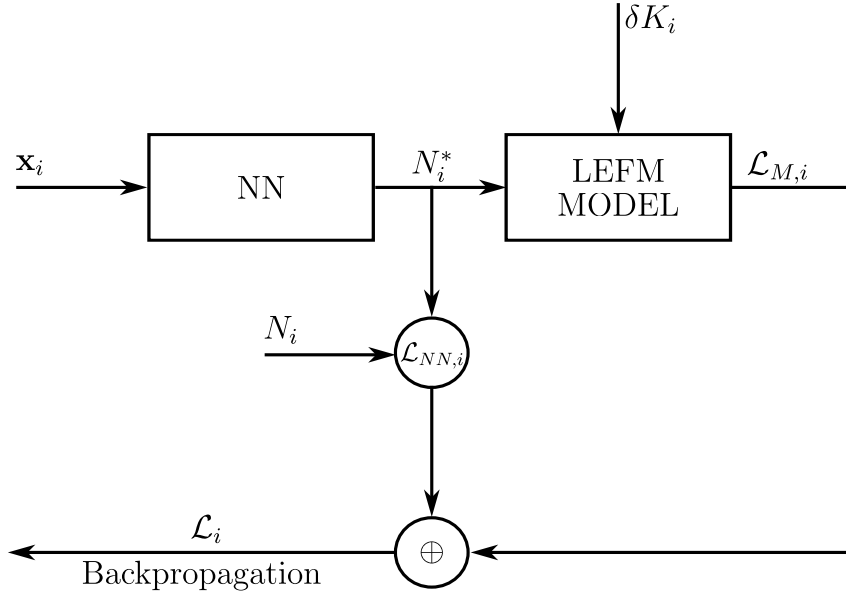 δK_i
x_i
NN
N_i^*
LEFM
MODEL
ℒ_{M,i}
N_i
ℒ_{NN,i}
ℒ_i
⊕
Backpropagation